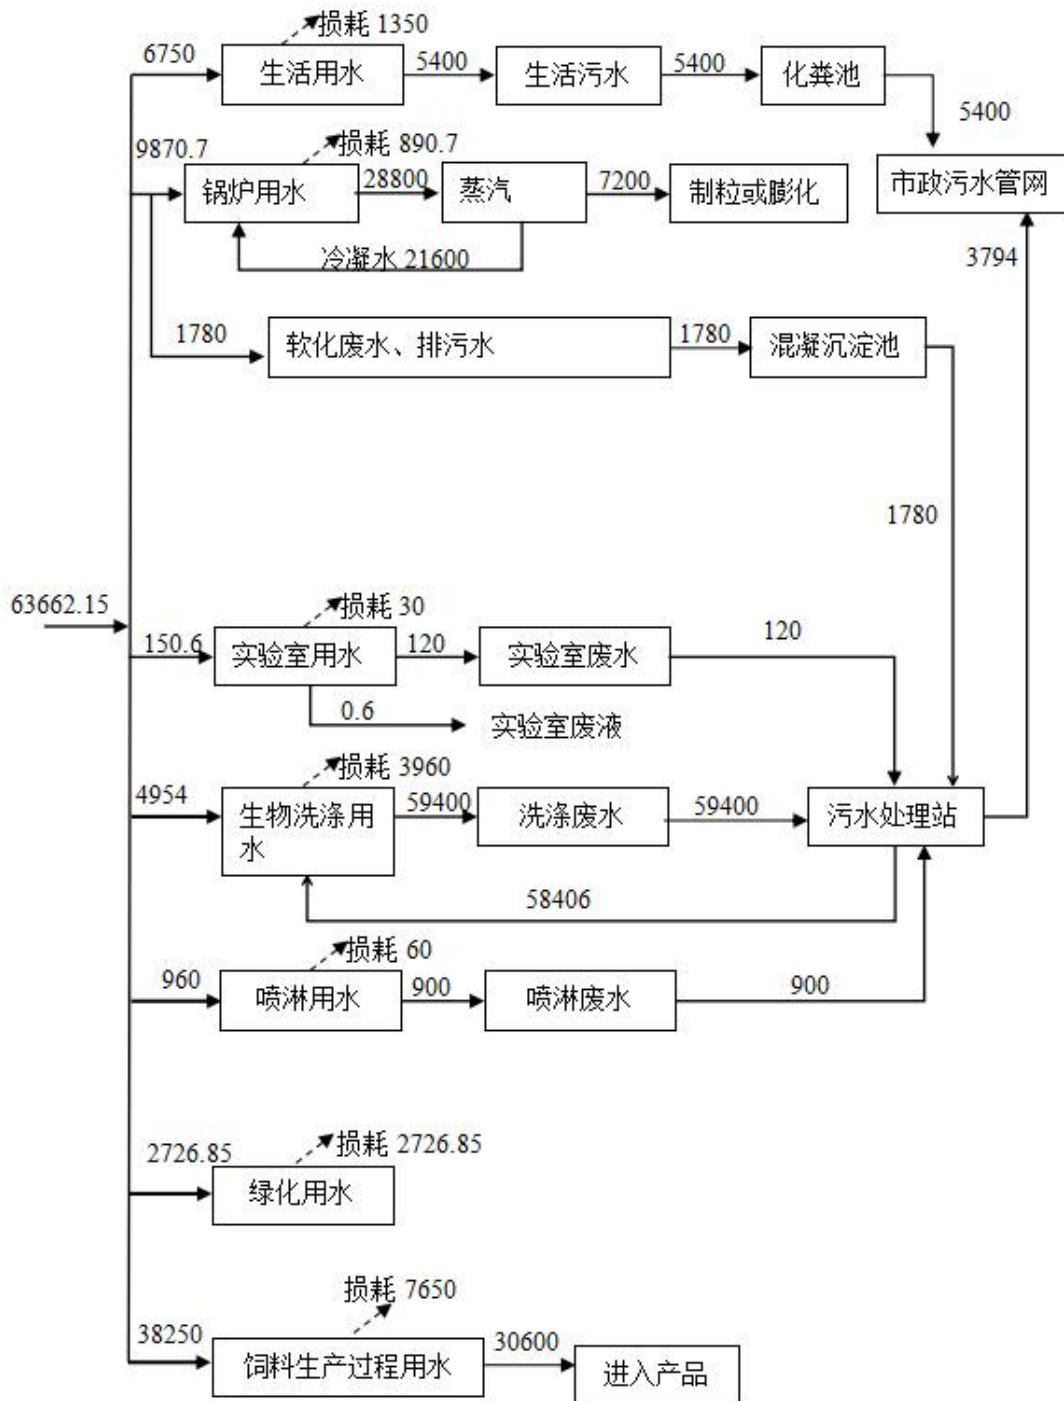 损耗 1350
6750
生活用水
5400
生活污水
5400
化粪池
5400
9870.7
损耗 890.7
锅炉用水
28800
蒸汽
7200
制粒或膨化
市政污水管网
冷凝水 21600
3794
1780
软化废水、排污水
1780
混凝沉淀池
1780
63662.15
损耗 30
150.6
实验室用水
120
实验室废水
120
0.6
实验室废液
损耗 3960
4954
生物洗涤用
水
59400
洗涤废水
59400
污水处理站
58406
损耗 60
960
喷淋用水
900
喷淋废水
900
损耗 2726.85
2726.85
绿化用水
损耗 7650
38250
饲料生产过程用水
30600
进入产品